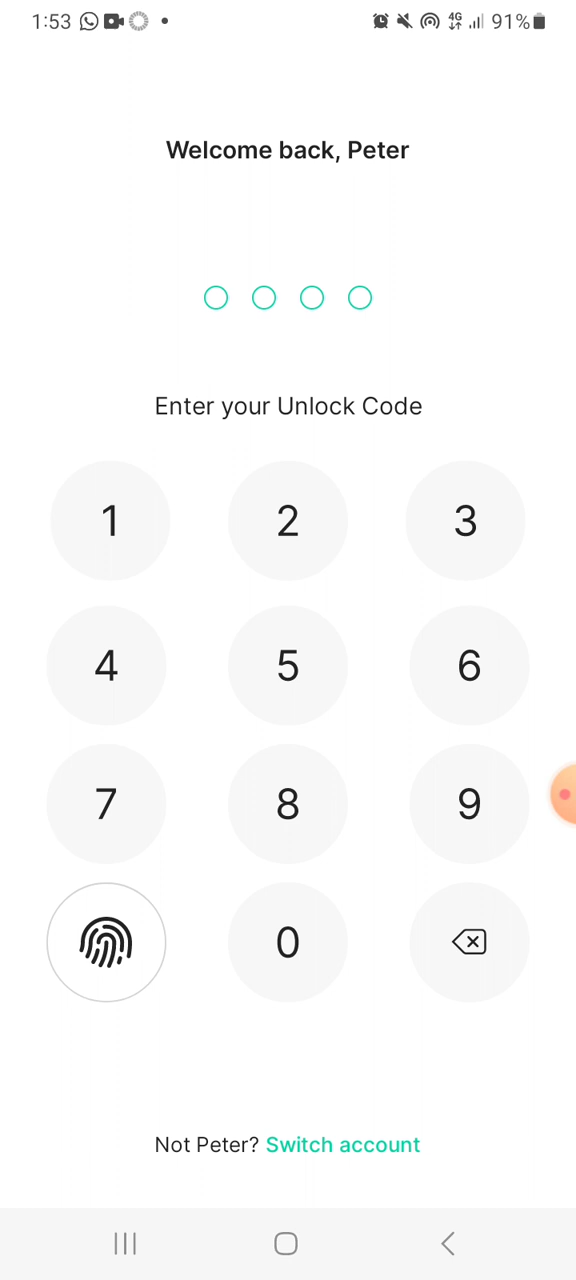 1:53 4G 91%
Welcome back, Peter
Enter your Unlock Code
1 2 3
4 5 6
7 8 9
0
Not Peter? Switch account